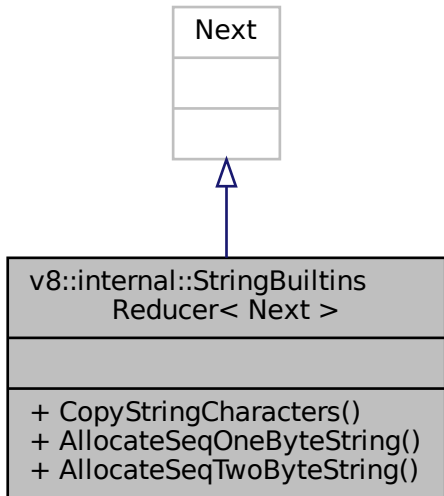 Next
v8::internal::StringBuiltins
Reducer< Next >
+ CopyStringCharacters()
+ AllocateSeqOneByteString()
+ AllocateSeqTwoByteString()